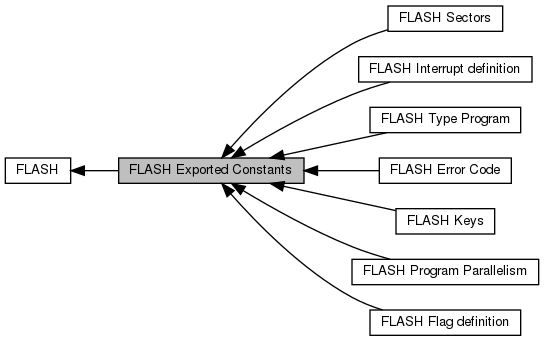 FLASH Sectors
FLASH Interrupt definition
FLASH Type Program
FLASH
FLASH Exported Constants
FLASH Error Code
FLASH Keys
FLASH Program Parallelism
FLASH Flag definition